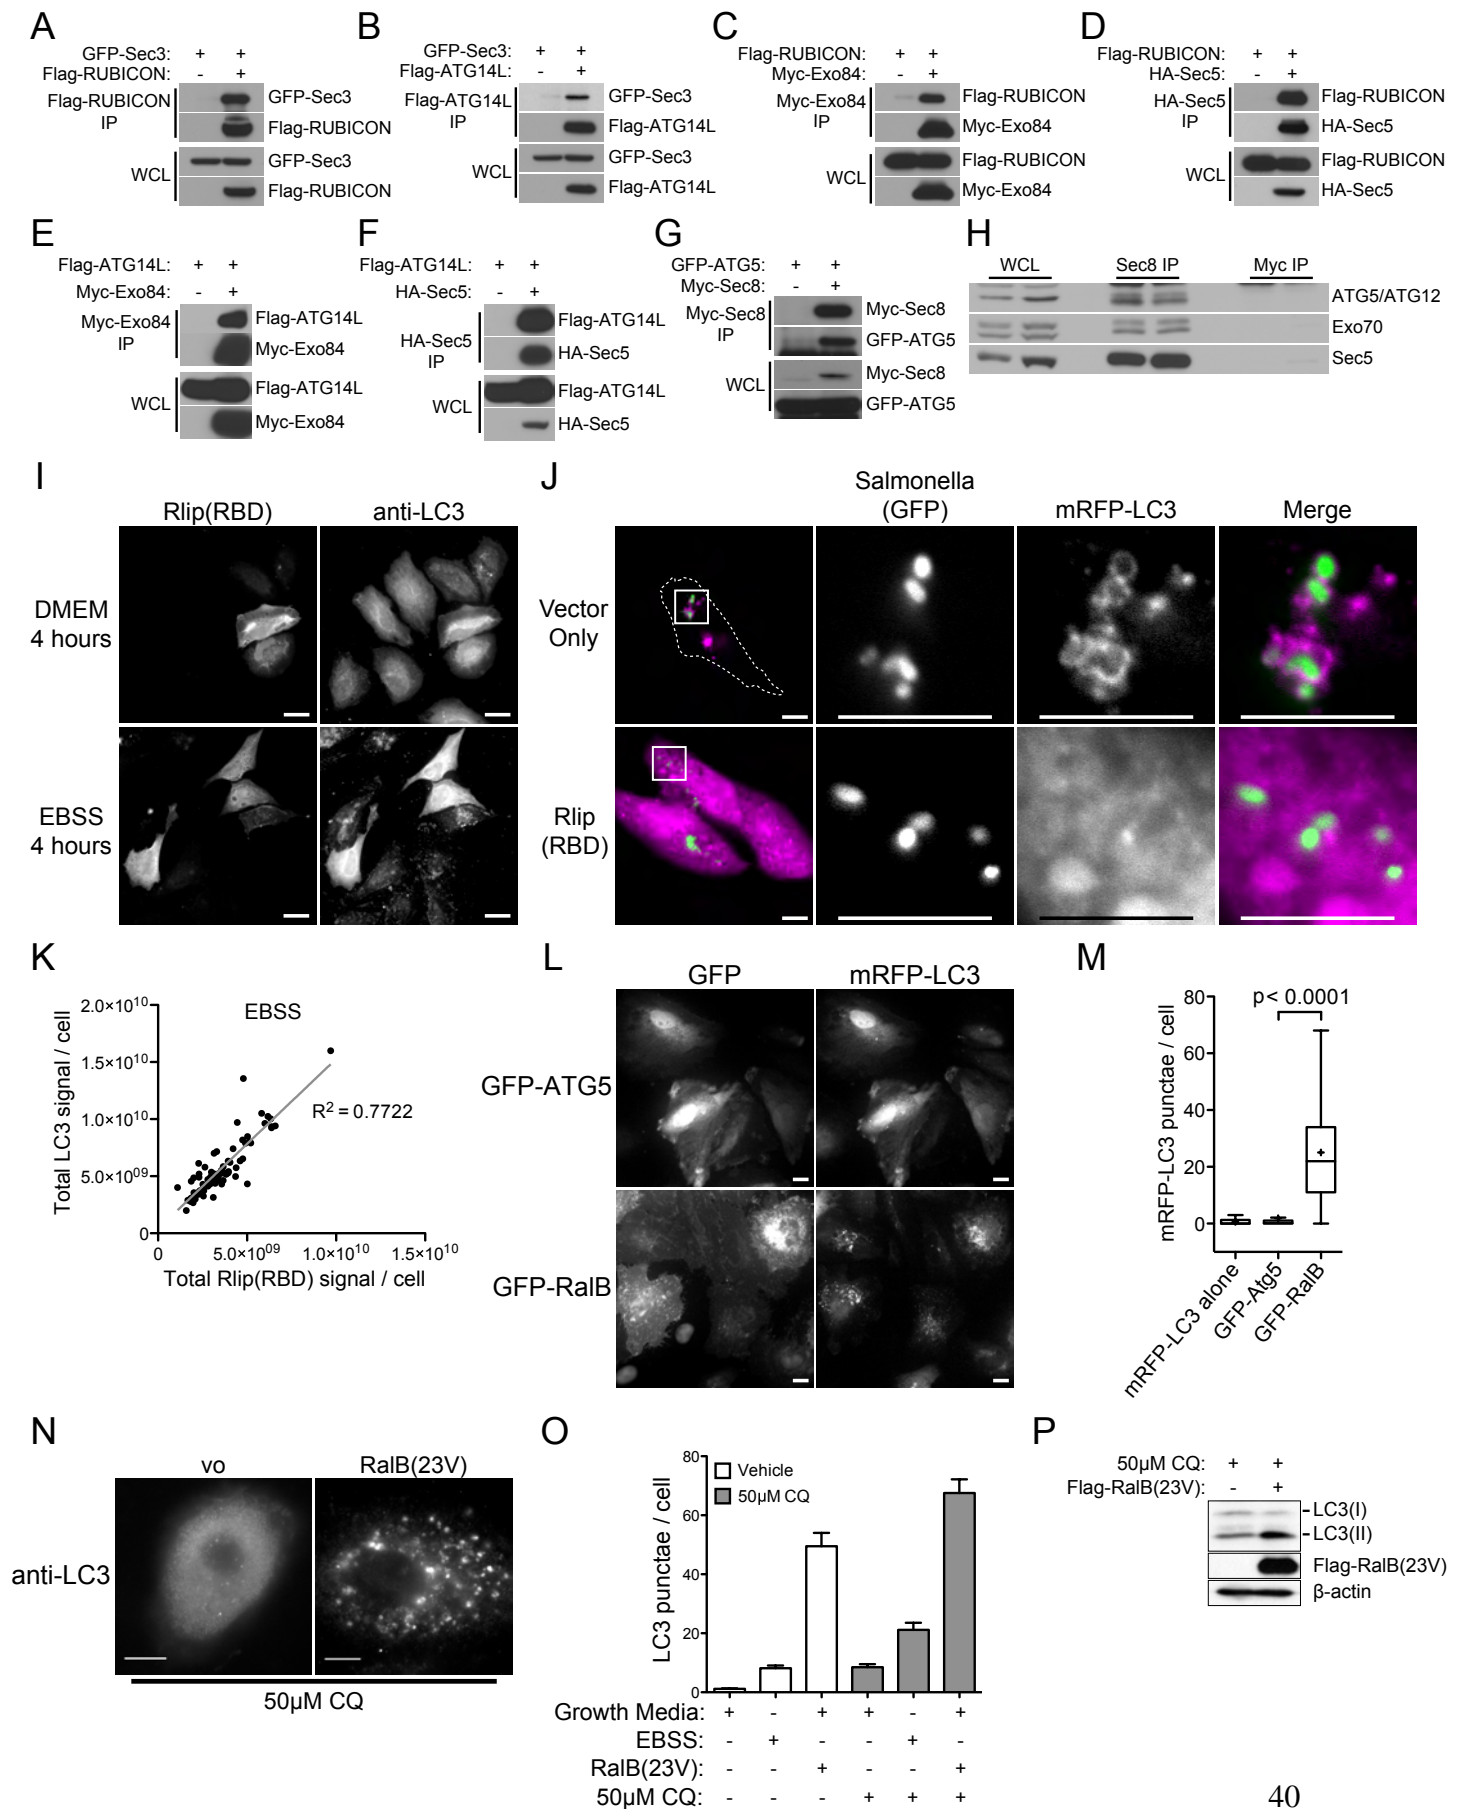 A
GFP-Sec3: + +
Flag-RUBICON: - +
Flag-RUBICON IP
GFP-Sec3
Flag-RUBICON
WCL
GFP-Sec3
Flag-RUBICON
B
GFP-Sec3: + +
Flag-ATG14L: - +
Flag-ATG14L IP
GFP-Sec3
Flag-ATG14L
WCL
GFP-Sec3
Flag-ATG14L
C
Flag-RUBICON: + +
Myc-Exo84: - +
Myc-Exo84 IP
Flag-RUBICON
Myc-Exo84
WCL
Flag-RUBICON
Myc-Exo84
D
Flag-RUBICON: + +
HA-Sec5: - +
HA-Sec5 IP
Flag-RUBICON
HA-Sec5
WCL
Flag-RUBICON
HA-Sec5
E
Flag-ATG14L: + +
Myc-Exo84: - +
Myc-Exo84 IP
Flag-ATG14L
Myc-Exo84
WCL
Flag-ATG14L
Myc-Exo84
F
Flag-ATG14L: + +
HA-Sec5: - +
HA-Sec5 IP
Flag-ATG14L
HA-Sec5
WCL
Flag-ATG14L
HA-Sec5
G
GFP-ATG5: + +
Myc-Sec8: - +
Myc-Sec8 IP
Myc-Sec8
GFP-ATG5
WCL
Myc-Sec8
GFP-ATG5
H
WCL Sec8 IP Myc IP
ATG5/ATG12
Exo70
Sec5
I
Rlip(RBD) anti-LC3
DMEM
4 hours
EBSS
4 hours
J
Salmonella
(GFP) mRFP-LC3 Merge
Vector
Only
Rlip
(RBD)
K
EBSS
Total LC3 signal / cell
2.0×10¹⁰
1.5×10¹⁰
1.0×10¹⁰
5.0×10⁰⁹
0
R² = 0.7722
0 5.0×10⁰⁹ 1.0×10¹⁰ 1.5×10¹⁰
Total Rlip(RBD) signal / cell
L
GFP mRFP-LC3
GFP-ATG5
GFP-RalB
M
mRFP-LC3 punctae / cell
p< 0.0001
80
60
40
20
0
mRFP-LC3 alone
GFP-Atg5
GFP-RalB
N
vo RalB(23V)
anti-LC3
50µM CQ
O
LC3 punctae / cell
80
60
40
20
0
Vehicle
50µM CQ
Growth Media: + - + + - +
EBSS: - + - - + -
RalB(23V): - - + - - +
50µM CQ: - - - + + +
P
50µM CQ: + +
Flag-RalB(23V): - +
LC3(I)
LC3(II)
Flag-RalB(23V)
β-actin
40